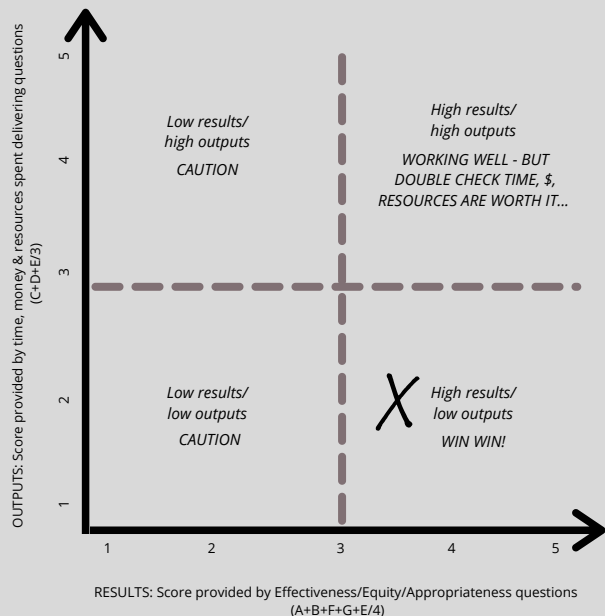 OUTPUTS: Score provided by time, money & resources spent delivering questions
(C+D+E/3)
5
4
3
2
1
Low results/
high outputs
CAUTION
High results/
high outputs
WORKING WELL - BUT
DOUBLE CHECK TIME, $,
RESOURCES ARE WORTH IT...
Low results/
low outputs
CAUTION
X
High results/
low outputs
WIN WIN!
1 2 3 4 5
RESULTS: Score provided by Effectiveness/Equity/Appropriateness questions
(A+B+F+G+E/4)